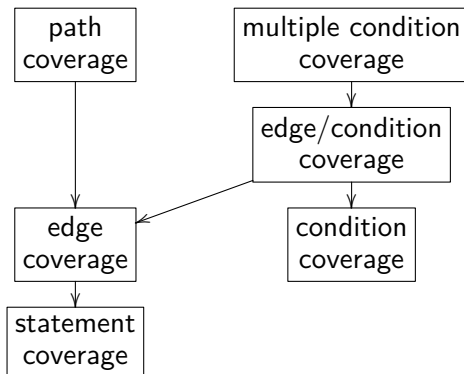 path
coverage
multiple condition
coverage
edge/condition
coverage
edge
coverage
condition
coverage
statement
coverage